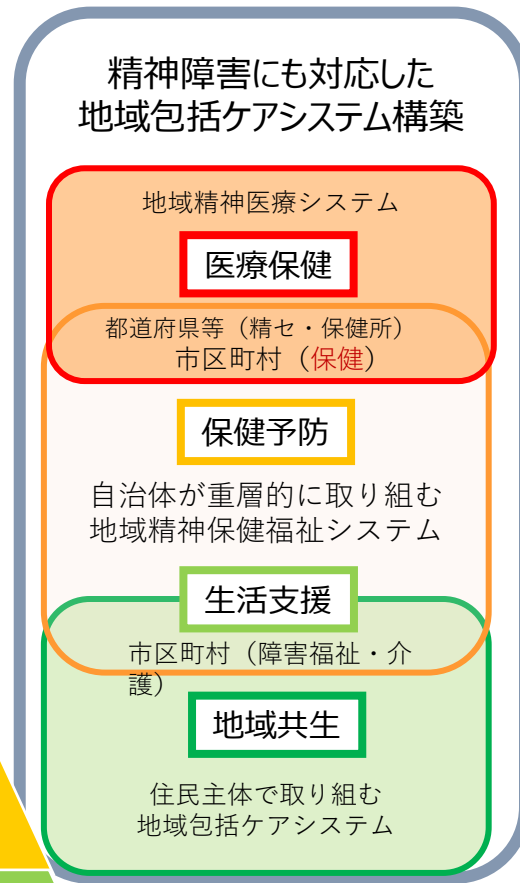 精神障害にも対応した
地域包括ケアシステム構築
地域精神医療システム
医療保健
都道府県等（精セ・保健所）
市区町村（保健）
保健予防
自治体が重層的に取り組む
地域精神保健福祉システム
生活支援
市区町村（障害福祉・介
護）
地域共生
住民主体で取り組む
地域包括ケアシステム